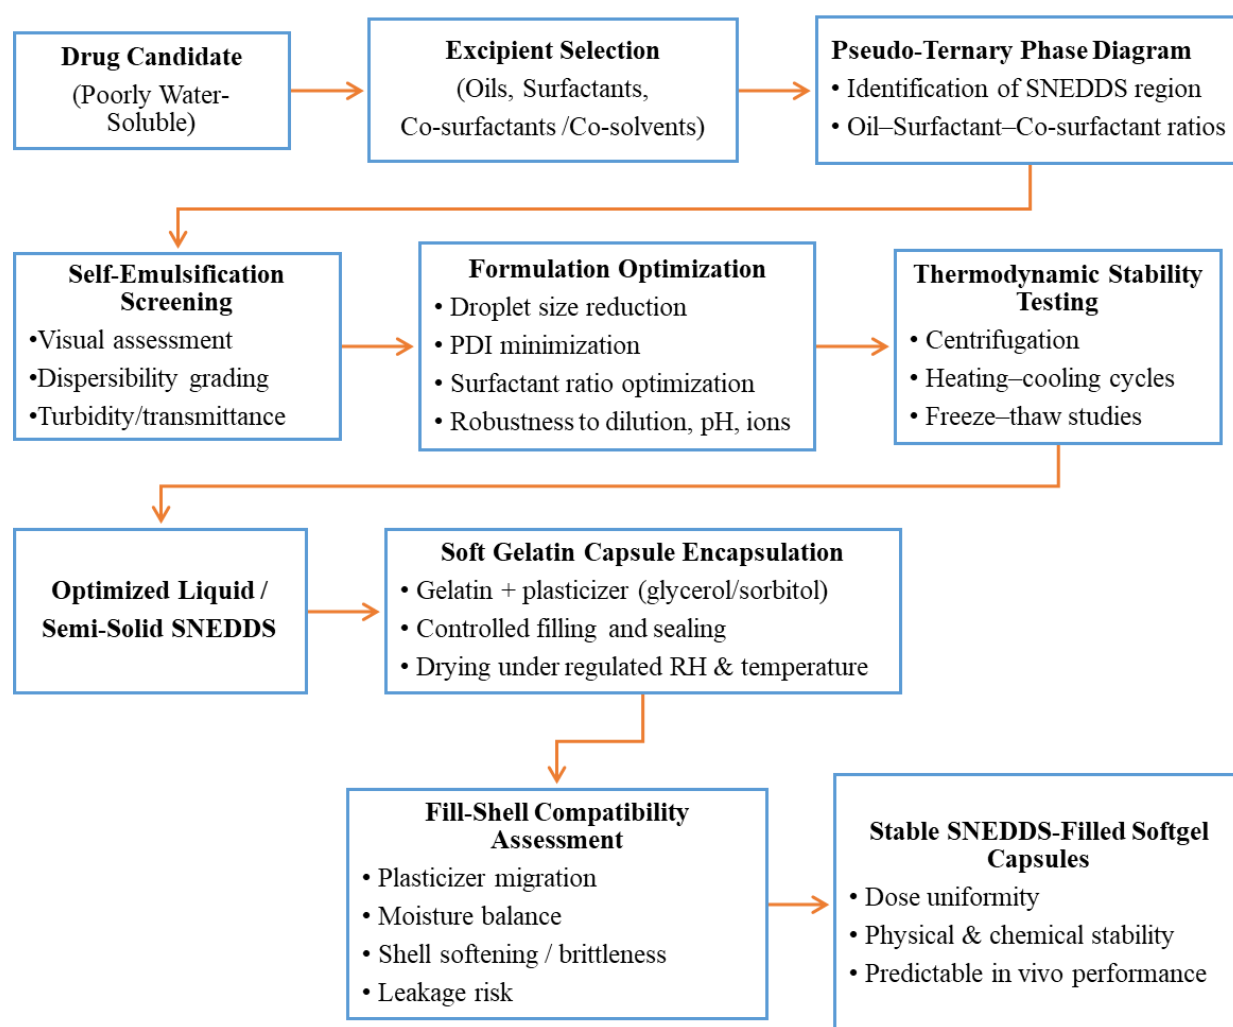 Drug Candidate
(Poorly Water-
Soluble)
Excipient Selection
(Oils, Surfactants,
Co-surfactants /Co-solvents)
Pseudo-Ternary Phase Diagram
• Identification of SNEDDS region
• Oil–Surfactant–Co-surfactant ratios
Self-Emulsification
Screening
•Visual assessment
•Dispersibility grading
•Turbidity/transmittance
Formulation Optimization
• Droplet size reduction
• PDI minimization
• Surfactant ratio optimization
• Robustness to dilution, pH, ions
Thermodynamic Stability
Testing
• Centrifugation
• Heating–cooling cycles
• Freeze–thaw studies
Optimized Liquid /
Semi-Solid SNEDDS
Soft Gelatin Capsule Encapsulation
• Gelatin + plasticizer (glycerol/sorbitol)
• Controlled filling and sealing
• Drying under regulated RH & temperature
Fill-Shell Compatibility
Assessment
• Plasticizer migration
• Moisture balance
• Shell softening / brittleness
• Leakage risk
Stable SNEDDS-Filled Softgel
Capsules
• Dose uniformity
• Physical & chemical stability
• Predictable in vivo performance